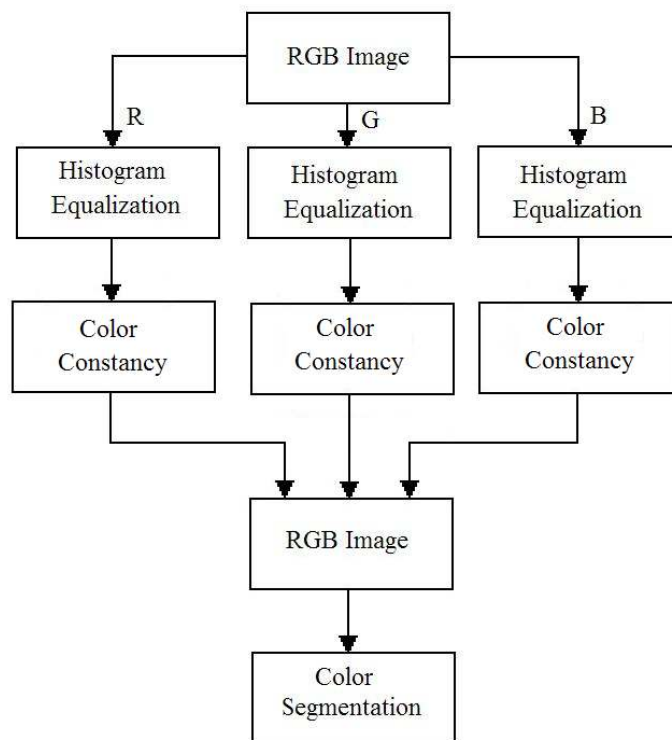 RGB Image
R
G
B
Histogram
Equalization
Histogram
Equalization
Histogram
Equalization
Color
Constancy
Color
Constancy
Color
Constancy
RGB Image
Color
Segmentation